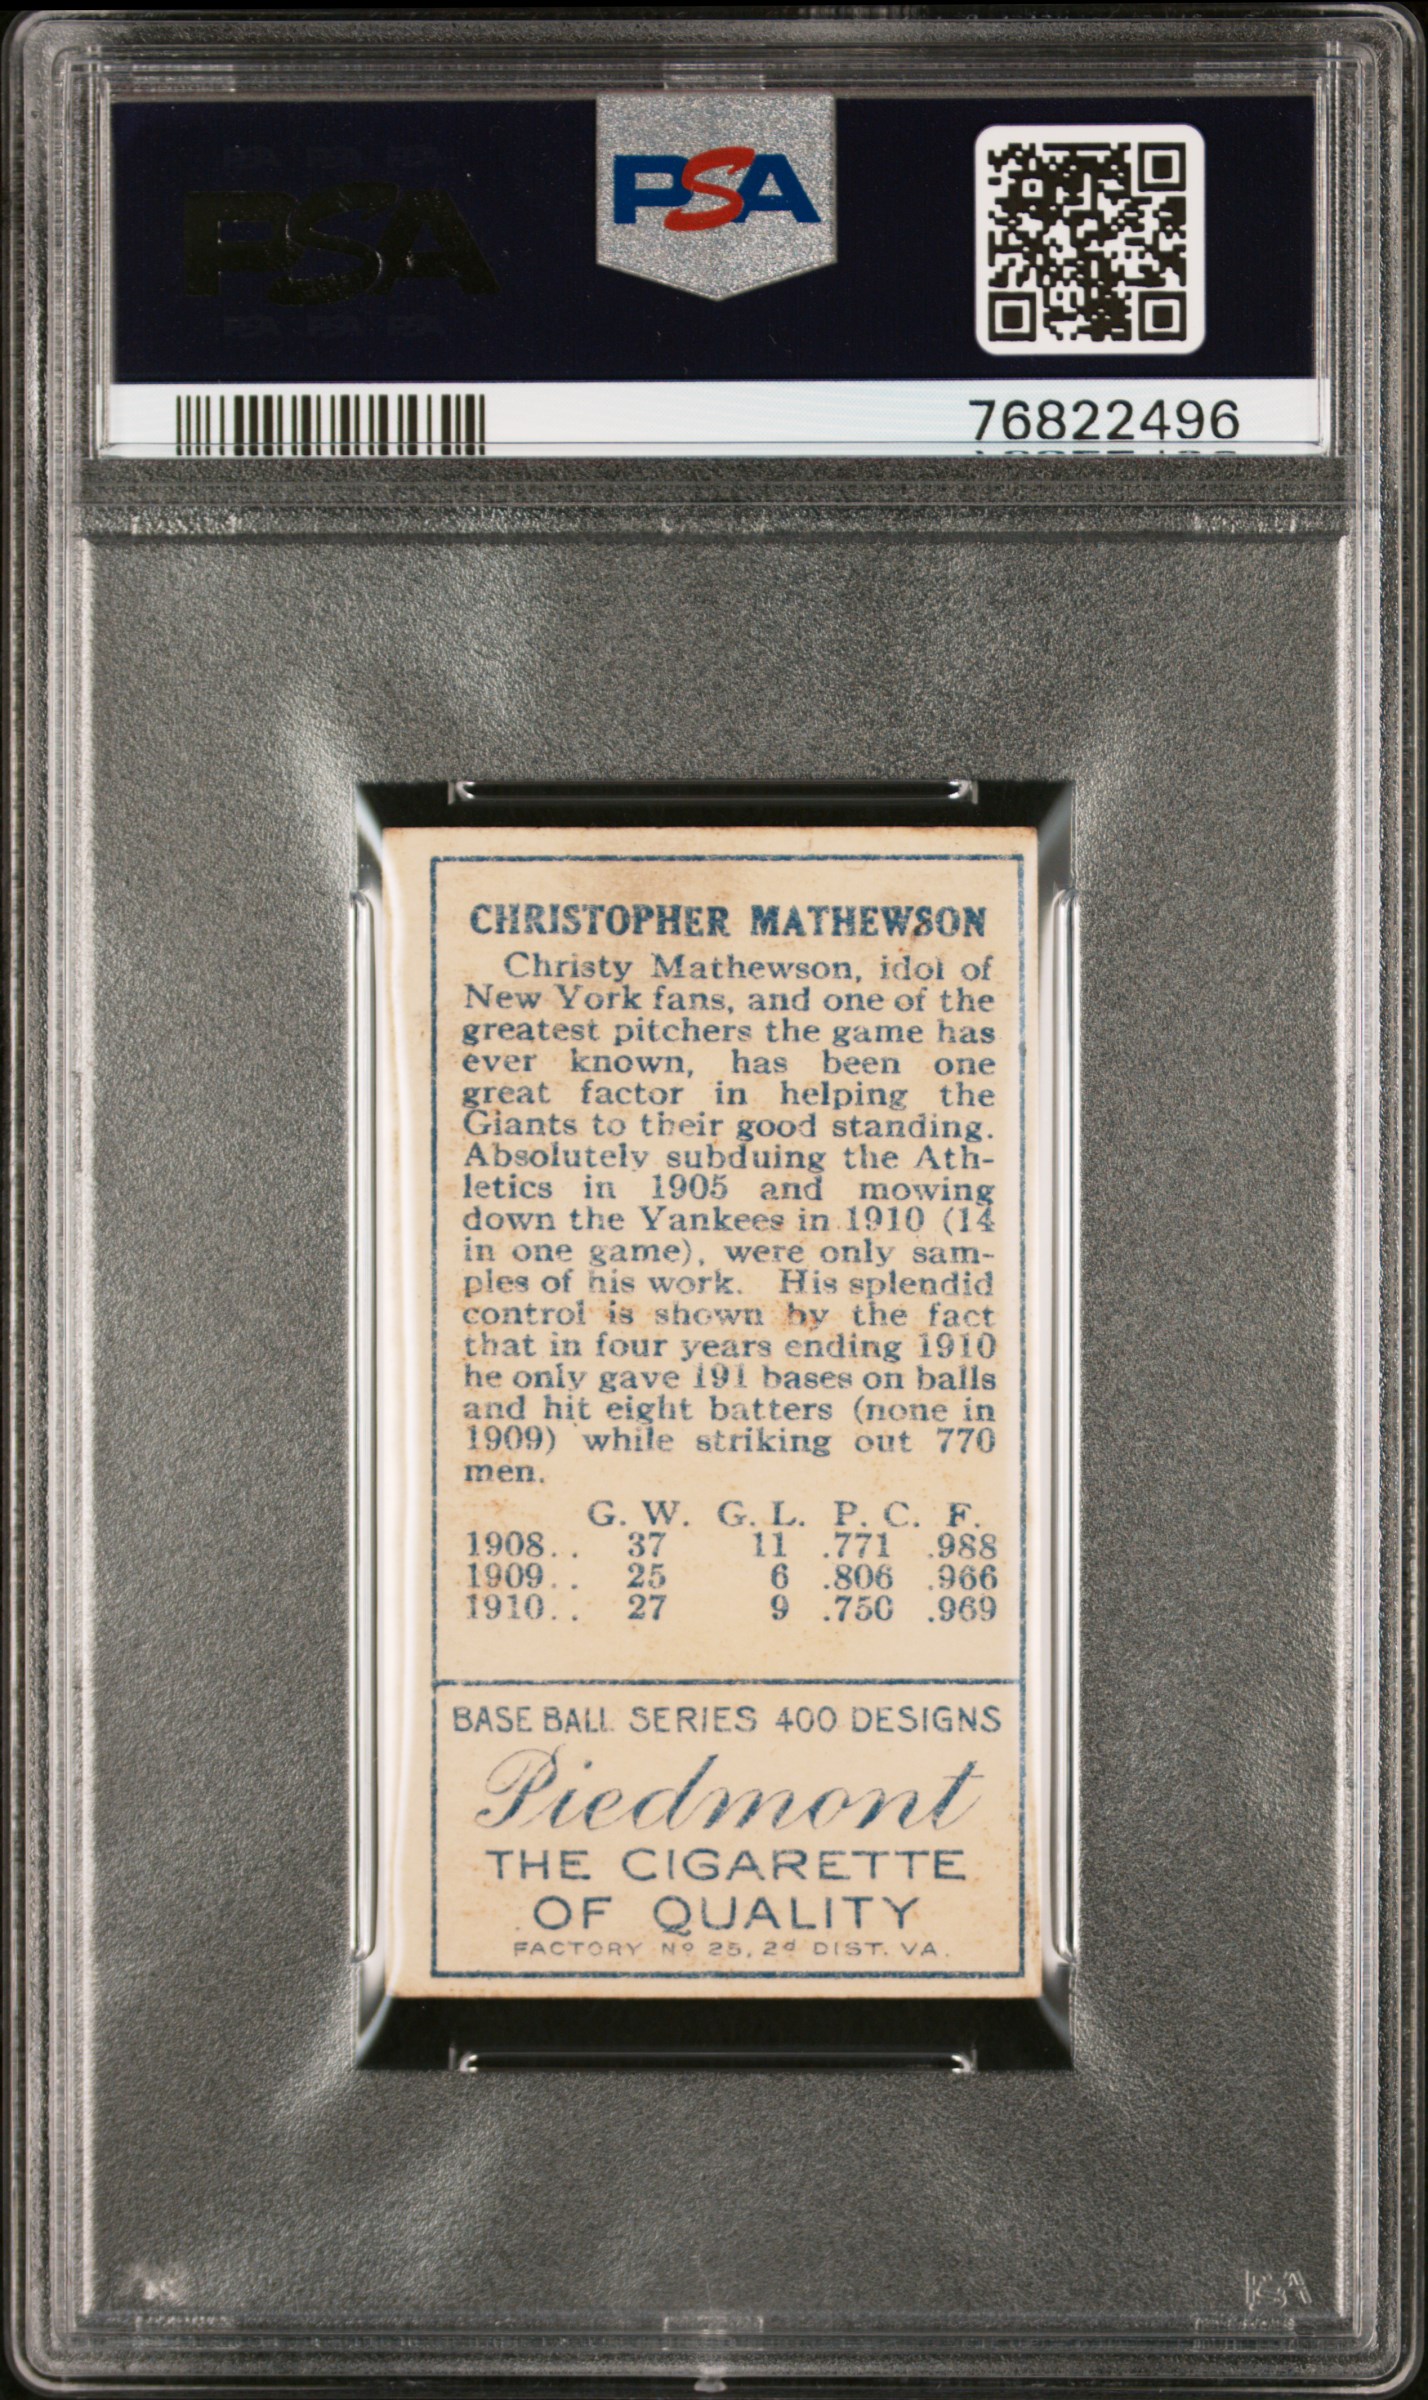 PSA
PSA
76822496
CHRISTOPHER MATHEWSON
Christy Mathewson, idol of
New York fans, and one of the
greatest pitchers the game has
ever known, has been one
great factor in helping the
Giants to their good standing.
Absolutely subduing the Ath-
letics in 1905 and mowing
down the Yankees in 1910 (14
in one game), were only sam-
ples of his work. His splendid
control is shown by the fact
that in four years ending 1910
he only gave 191 bases on balls
and hit eight batters (none in
1909) while striking out 770
men.
G. W. G. L. P. C. F.
1908.. 37 11 .771 .988
1909.. 25 6 .806 .966
1910.. 27 9 .750 .969
BASE BALL SERIES 400 DESIGNS
Piedmont
THE CIGARETTE
OF QUALITY
FACTORY Nº 25, 2d DIST. VA.
PSA